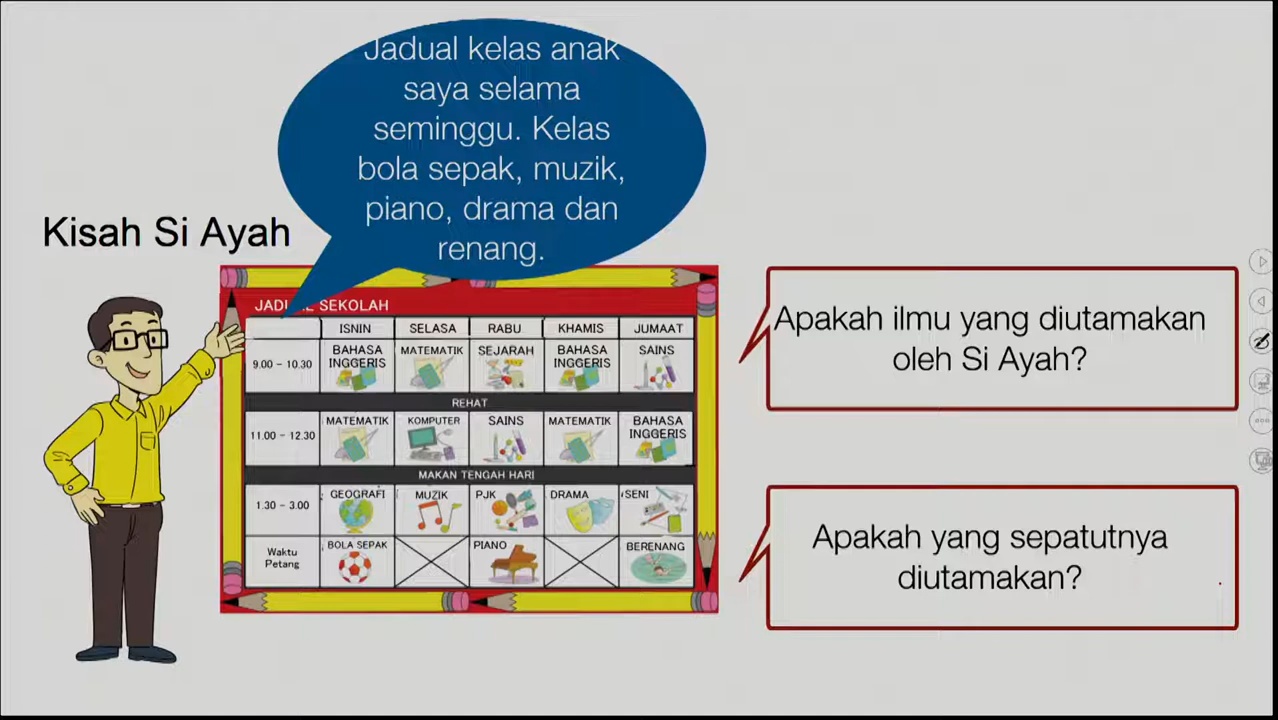 Jadual kelas anak
saya selama
seminggu. Kelas
bola sepak, muzik,
piano, drama dan
renang.
Kisah Si Ayah
JADUAL SEKOLAH
ISNIN SELASA RABU KHAMIS JUMAAT
9.00 - 10.30 BAHASA INGGERIS MATEMATIK SEJARAH BAHASA INGGERIS SAINS
REHAT
11.00 - 12.30 MATEMATIK KOMPUTER SAINS MATEMATIK BAHASA INGGERIS
MAKAN TENGAH HARI
1.30 - 3.00 GEOGRAFI MUZIK PJK DRAMA SENI
Waktu Petang BOLA SEPAK PIANO BERENANG
Apakah ilmu yang diutamakan
oleh Si Ayah?
Apakah yang sepatutnya
diutamakan?